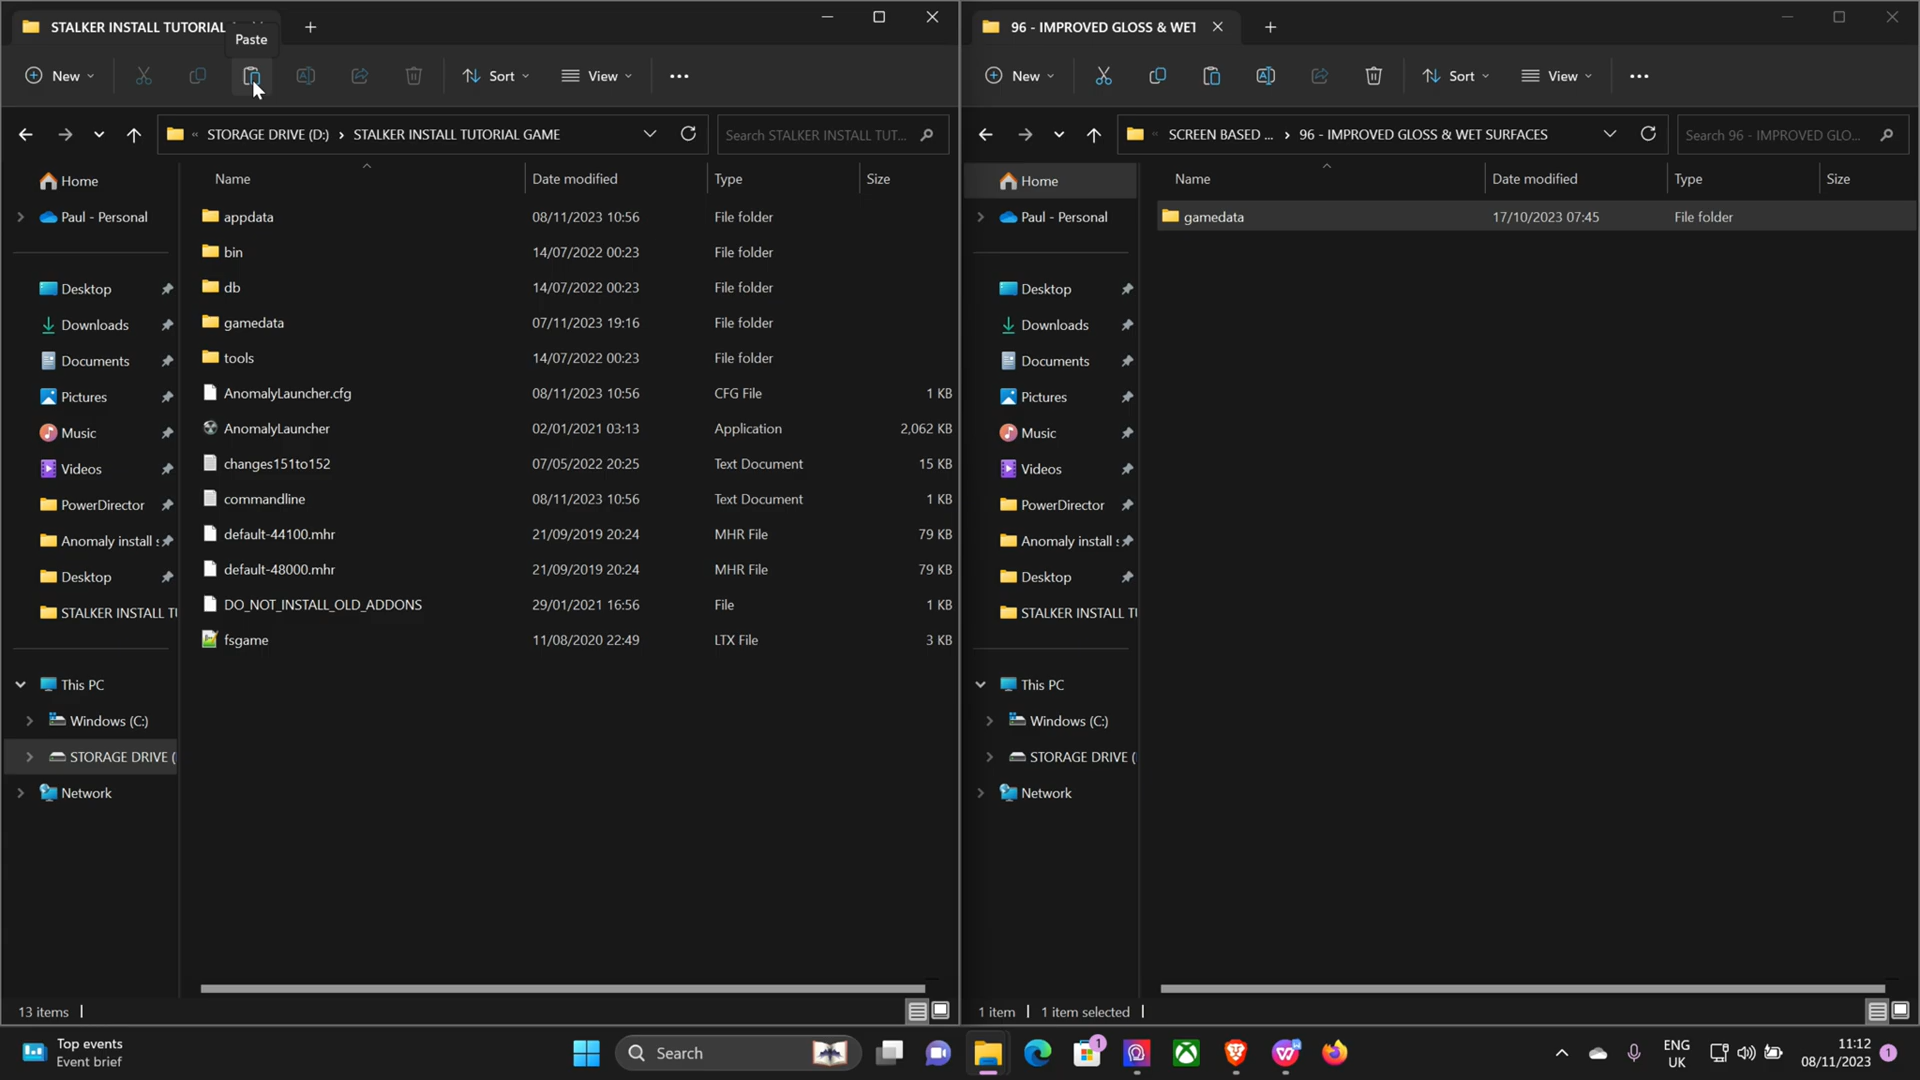 STALKER INSTALL TUTORIAL
Paste
New
Sort
View
STORAGE DRIVE (D:) › STALKER INSTALL TUTORIAL GAME
Search STALKER INSTALL TUT...
Home
Paul - Personal
Desktop
Downloads
Documents
Pictures
Music
Videos
PowerDirector
Anomaly install s
Desktop
STALKER INSTALL TU
This PC
Windows (C:)
STORAGE DRIVE (
Network
Name Date modified Type Size
appdata 08/11/2023 10:56 File folder
bin 14/07/2022 00:23 File folder
db 14/07/2022 00:23 File folder
gamedata 07/11/2023 19:16 File folder
tools 14/07/2022 00:23 File folder
AnomalyLauncher.cfg 08/11/2023 10:56 CFG File 1 KB
AnomalyLauncher 02/01/2021 03:13 Application 2,062 KB
changes151to152 07/05/2022 20:25 Text Document 15 KB
commandline 08/11/2023 10:56 Text Document 1 KB
default-44100.mhr 21/09/2019 20:24 MHR File 79 KB
default-48000.mhr 21/09/2019 20:24 MHR File 79 KB
DO_NOT_INSTALL_OLD_ADDONS 29/01/2021 16:56 File 1 KB
fsgame 11/08/2020 22:49 LTX File 3 KB
13 items
96 - IMPROVED GLOSS & WET
New
Sort
View
SCREEN BASED ... › 96 - IMPROVED GLOSS & WET SURFACES
Search 96 - IMPROVED GLO...
Home
Paul - Personal
Desktop
Downloads
Documents
Pictures
Music
Videos
PowerDirector
Anomaly install s
Desktop
STALKER INSTALL TU
This PC
Windows (C:)
STORAGE DRIVE (
Network
Name Date modified Type Size
gamedata 17/10/2023 07:45 File folder
1 item 1 item selected
Top events
Event brief
Search
1
ENG
UK
11:12
08/11/2023
1